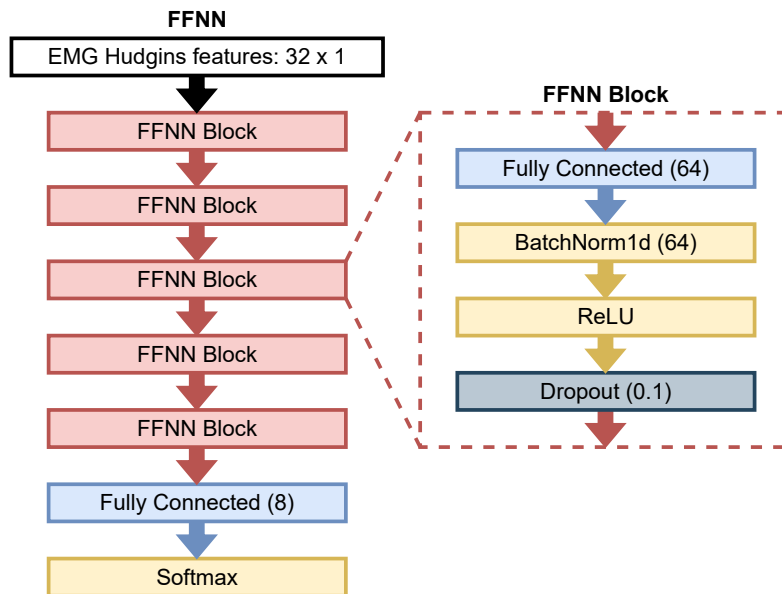 FFNN
EMG Hudgins features: 32 x 1
FFNN Block
FFNN Block
FFNN Block
FFNN Block
FFNN Block
Fully Connected (8)
Softmax
FFNN Block
Fully Connected (64)
BatchNorm1d (64)
ReLU
Dropout (0.1)